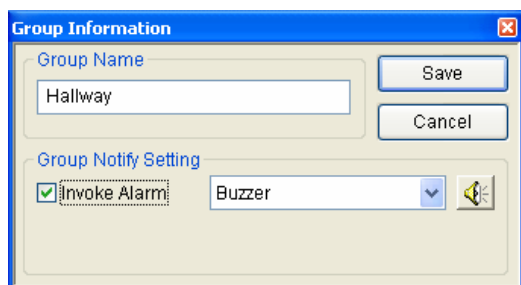 Group Information
Group Name
Hallway
Save
Cancel
Group Notify Setting
Invoke Alarm
Buzzer